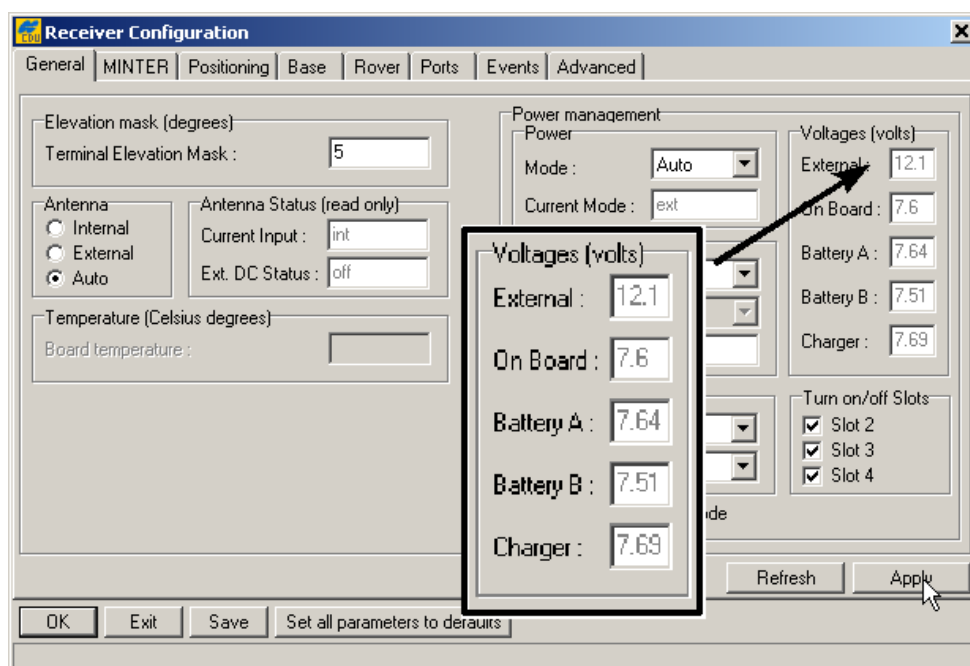 EDU
Receiver Configuration
General MINTER Positioning Base Rover Ports Events Advanced
Elevation mask (degrees)
Terminal Elevation Mask : 5
Antenna
Internal
External
Auto
Antenna Status (read only)
Current Input : int
Ext. DC Status : off
Temperature (Celsius degrees)
Board temperature :
Power management
Power
Mode : Auto
Current Mode : ext
Voltages (volts)
External : 12.1
On Board : 7.6
Battery A : 7.64
Battery B : 7.51
Charger : 7.69
Turn on/off Slots
Slot 2
Slot 3
Slot 4
Voltages (volts)
External : 12.1
On Board : 7.6
Battery A : 7.64
Battery B : 7.51
Charger : 7.69
Refresh Apply
OK Exit Save Set all parameters to defaults